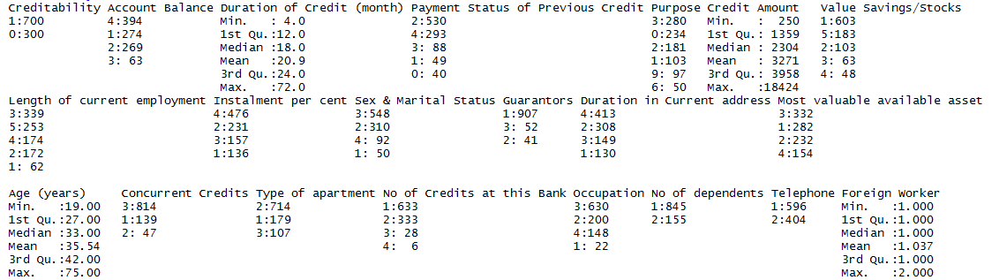 Creditability Account Balance Duration of Credit (month) Payment Status of Previous Credit Purpose Credit Amount Value Savings/Stocks
1:700 4:394 Min. : 4.0 2:530 3:280 Min. : 250 1:603
0:300 1:274 1st Qu.:12.0 4:293 0:234 1st Qu.: 1359 5:183
2:269 Median :18.0 3: 88 2:181 Median : 2304 2:103
3: 63 Mean :20.9 1: 49 1:103 Mean : 3271 3: 63
3rd Qu.:24.0 0: 40 9: 97 3rd Qu.: 3958 4: 48
Max. :72.0 6: 50 Max. :18424
Length of current employment Instalment per cent Sex & Marital Status Guarantors Duration in Current address Most valuable available asset
3:339 4:476 3:548 1:907 4:413 3:332
5:253 2:231 2:310 3: 52 2:308 1:282
4:174 3:157 4: 92 2: 41 3:149 2:232
2:172 1:136 1: 50 1:130 4:154
1: 62
Age (years) Concurrent Credits Type of apartment No of Credits at this Bank Occupation No of dependents Telephone Foreign Worker
Min. :19.00 3:814 2:714 1:633 3:630 1:845 1:596 Min. :1.000
1st Qu.:27.00 1:139 1:179 2:333 2:200 2:155 2:404 1st Qu.:1.000
Median :33.00 2: 47 3:107 3: 28 4:148 Median :1.000
Mean :35.54 4: 6 1: 22 Mean :1.037
3rd Qu.:42.00 3rd Qu.:1.000
Max. :75.00 Max. :2.000